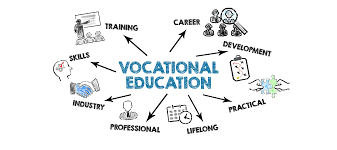 TRAINING
CAREER
SKILLS
DEVELOPMENT
VOCATIONAL
EDUCATION
INDUSTRY
PRACTICAL
PROFESSIONAL
LIFELONG